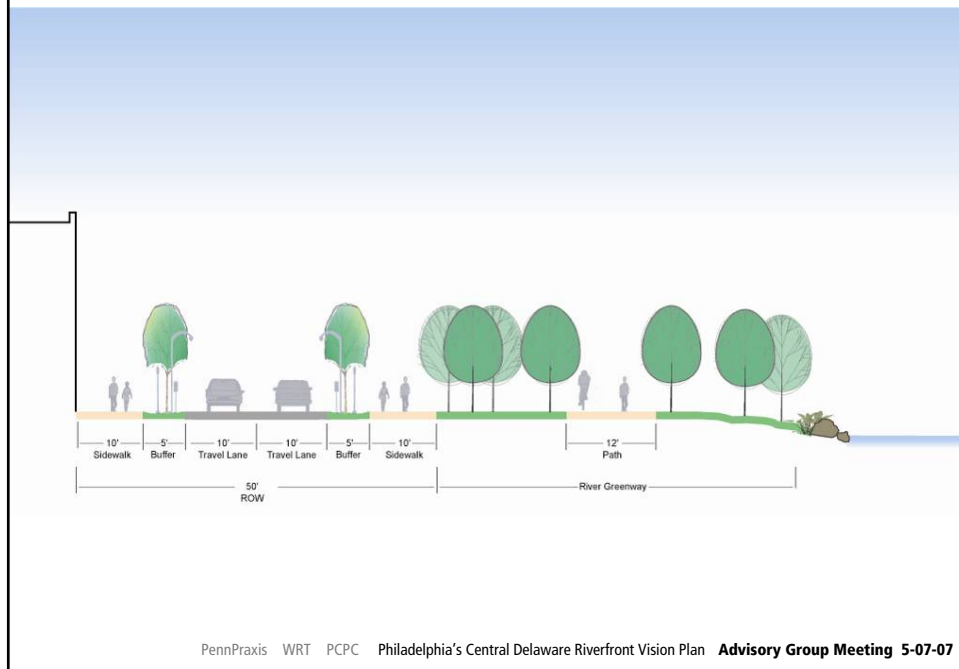 10' 5' 10' 10' 5' 10' 12'
Sidewalk Buffer Travel Lane Travel Lane Buffer Sidewalk Path
50' River Greenway
ROW
PennPraxis WRT PCPC Philadelphia's Central Delaware Riverfront Vision Plan Advisory Group Meeting 5-07-07